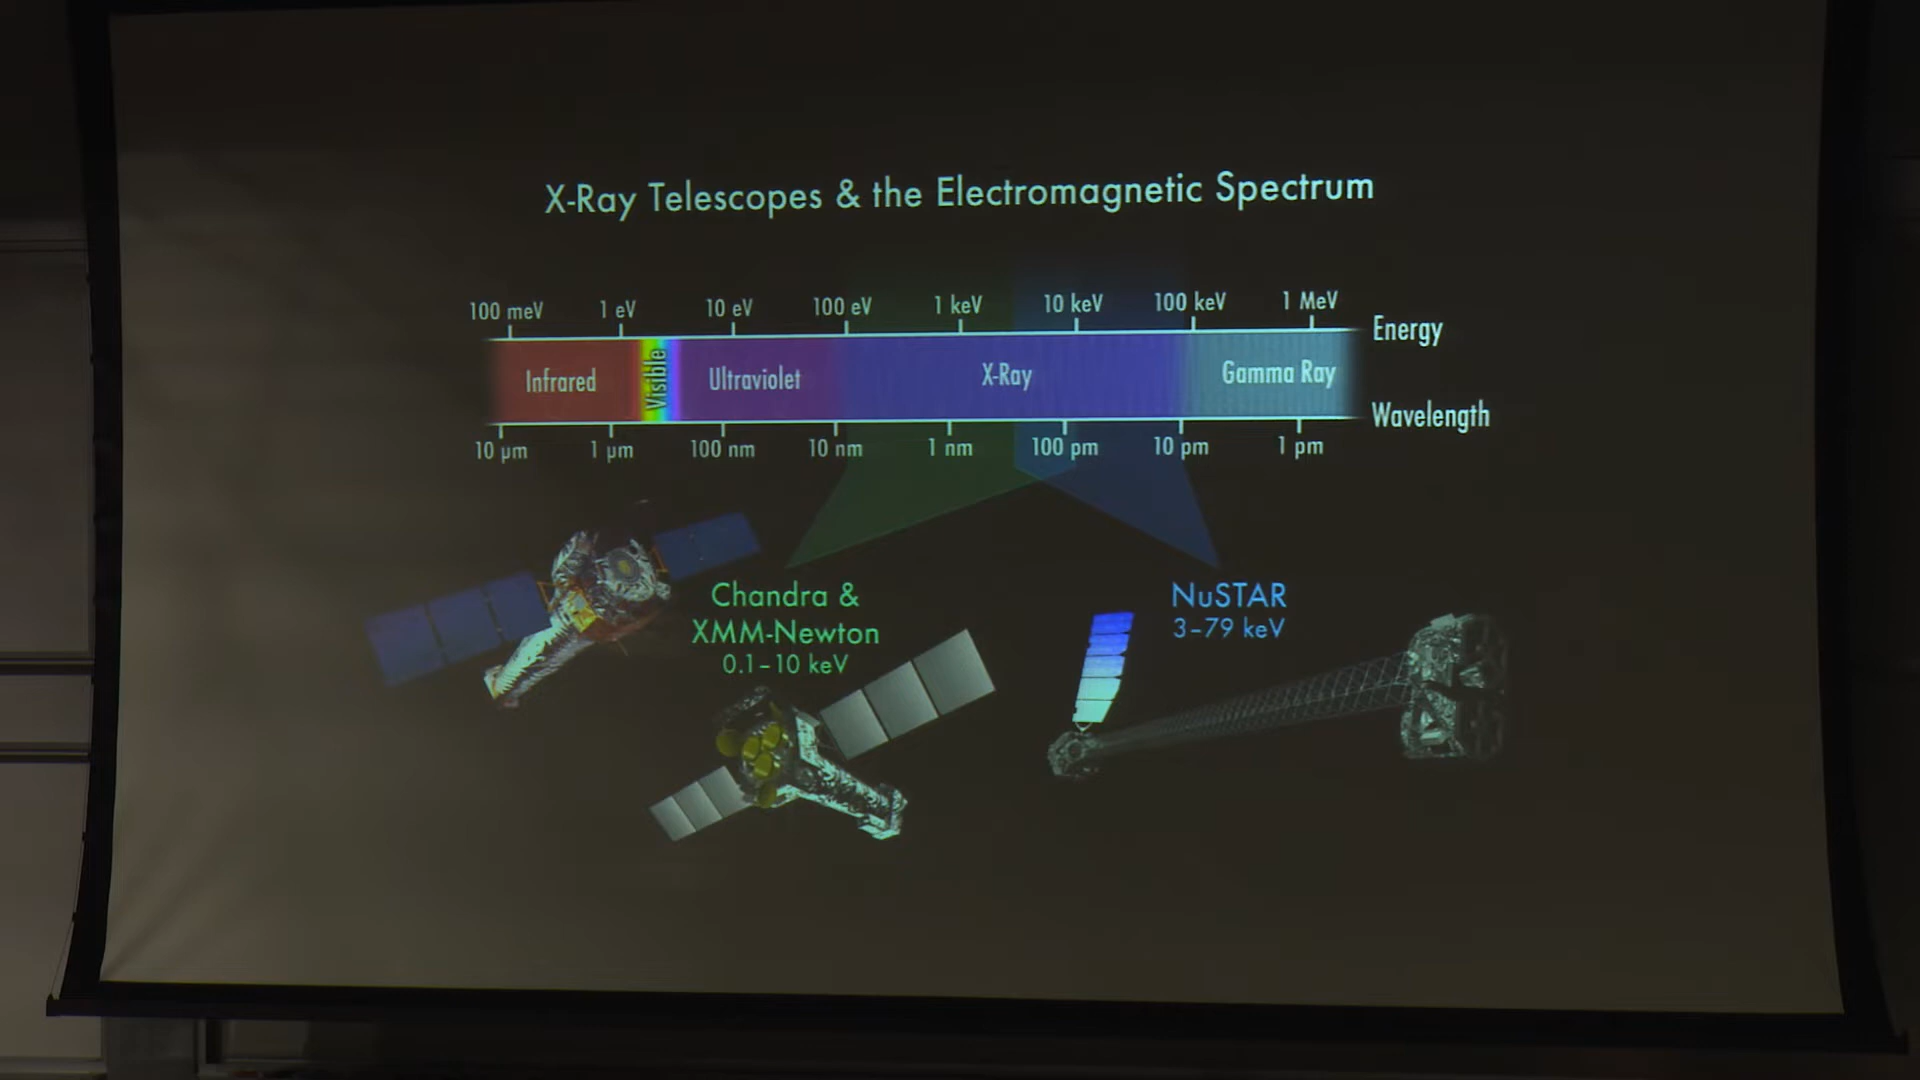 X-Ray Telescopes & the Electromagnetic Spectrum
100 meV 1 eV 10 eV 100 eV 1 keV 10 keV 100 keV 1 MeV
Energy
Infrared Visible Ultraviolet X-Ray Gamma Ray
Wavelength
10 µm 1 µm 100 nm 10 nm 1 nm 100 pm 10 pm 1 pm
Chandra &
XMM-Newton
0.1–10 keV
NuSTAR
3–79 keV